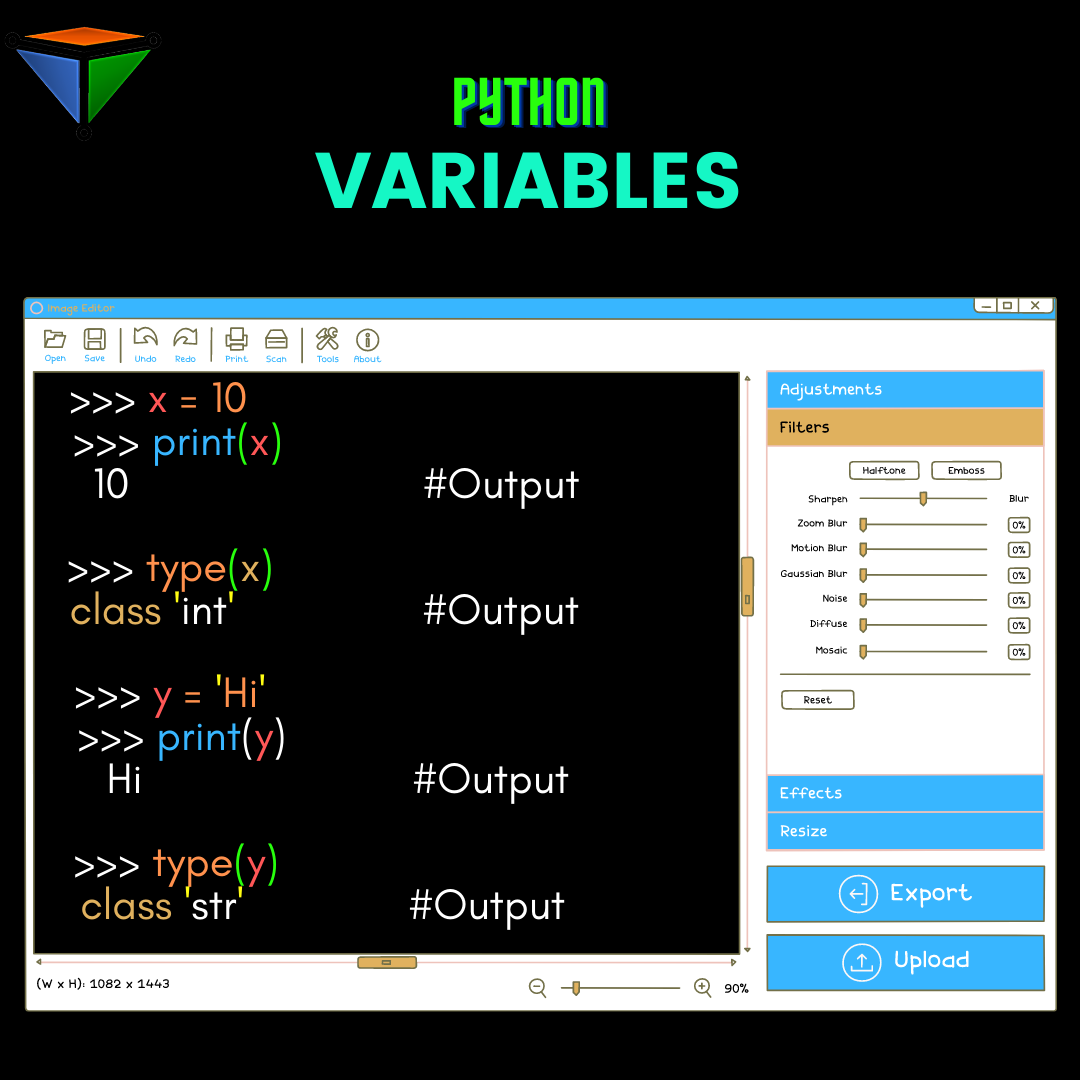 PYTHON
VARIABLES
Image Editor
Open Save Undo Redo Print Scan Tools About
>>> x = 10
>>> print(x)
10 #Output
>>> type(x)
class 'int' #Output
>>> y = 'Hi'
>>> print(y)
Hi #Output
>>> type(y)
class 'str' #Output
(W x H): 1082 x 1443
90%
Adjustments
Filters
Halftone Emboss
Sharpen Blur
Zoom Blur 0%
Motion Blur 0%
Gaussian Blur 0%
Noise 0%
Diffuse 0%
Mosaic 0%
Reset
Effects
Resize
Export
Upload